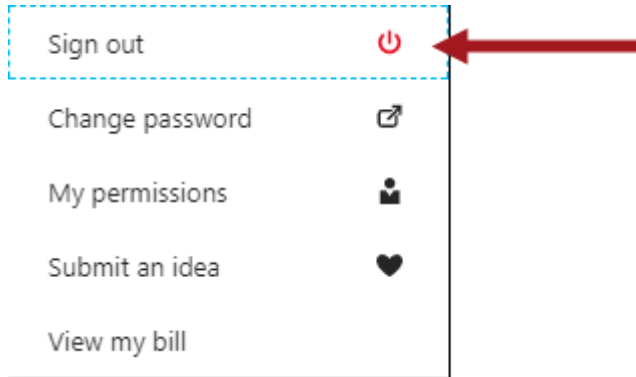 Sign out
Change password
My permissions
Submit an idea
View my bill